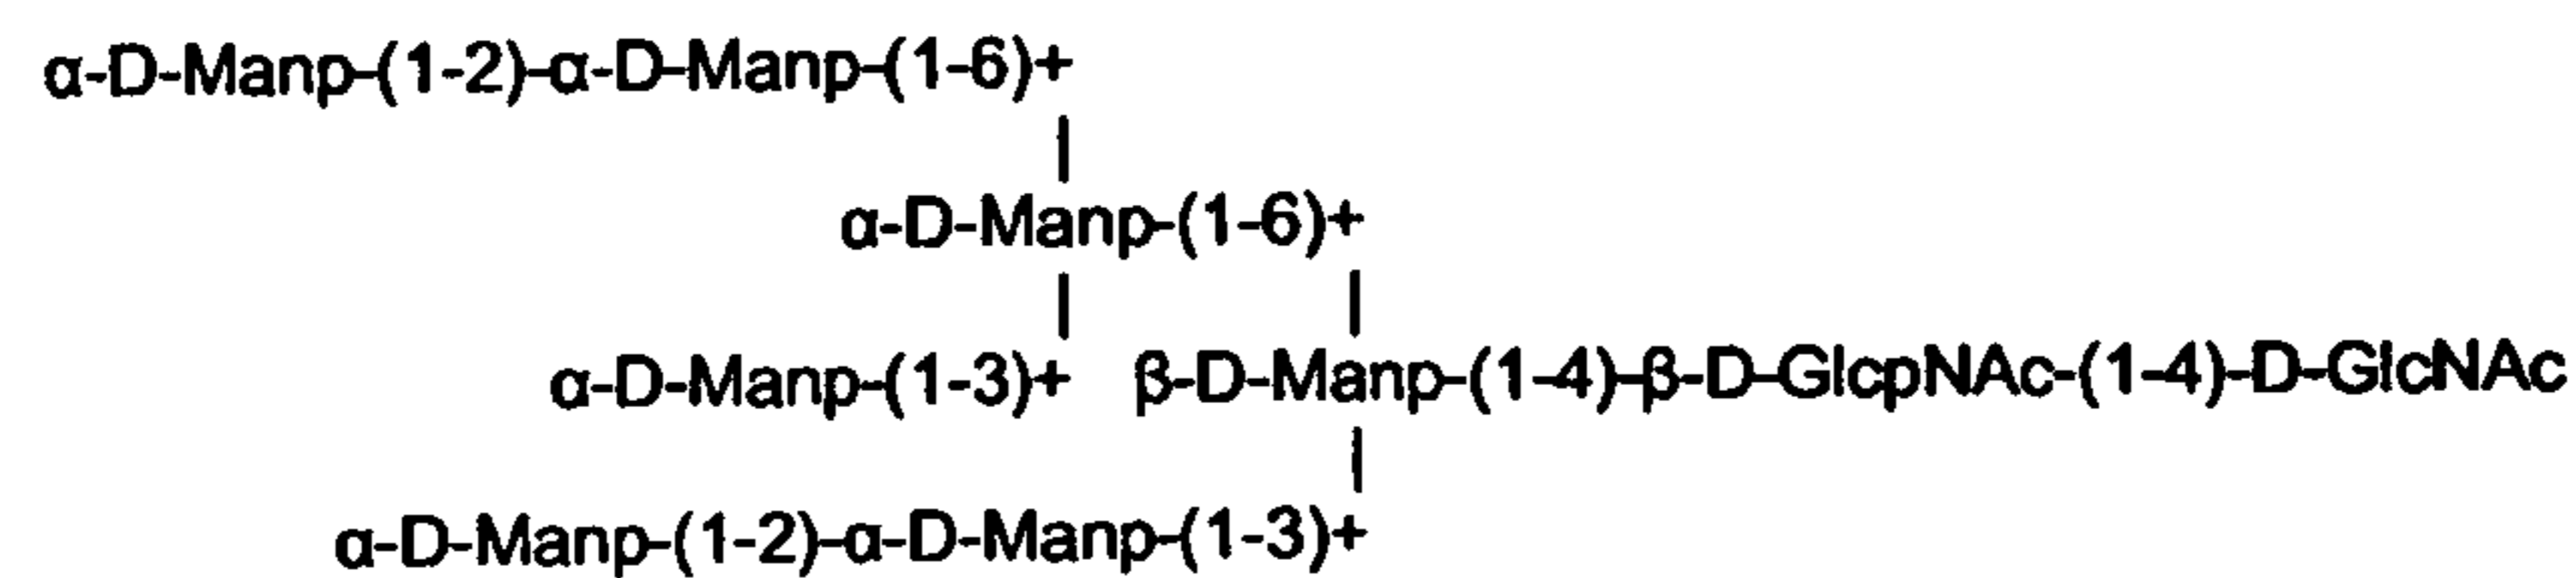 α-D-Manp-(1-2)-α-D-Manp-(1-6)+
|
α-D-Manp-(1-6)+
| |
α-D-Manp-(1-3)+ β-D-Manp-(1-4)-β-D-GlcpNAc-(1-4)-D-GlcNAc
|
α-D-Manp-(1-2)-α-D-Manp-(1-3)+